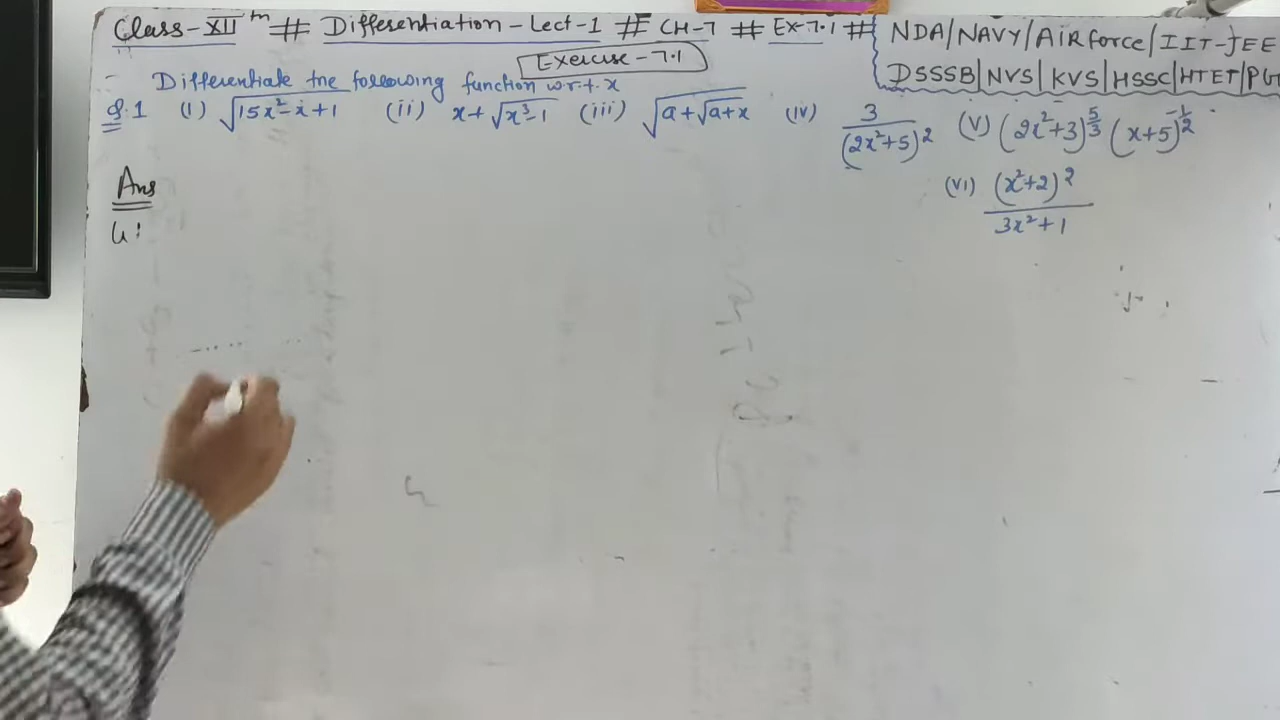 Class-XII th # Differentiation-Lect-1 # CH-7 # Ex-7.1 #
NDA/NAVY/AIRforce/IIT-JEE
DSSSB|NVS|KVS|HSSC|HTET|PG
Exercise-7.1
Differentiate the following function w.r.t. x
Q.1 (i) √(15x²-x+1) (ii) x+√(x³-1) (iii) √(a+√(a+x)) (iv) 3/(2x²+5)² (v) (2x²+3)^(5/3) (x+5)^(-1/2)
(vi) (x²+2)²/(3x²+1)
Ans